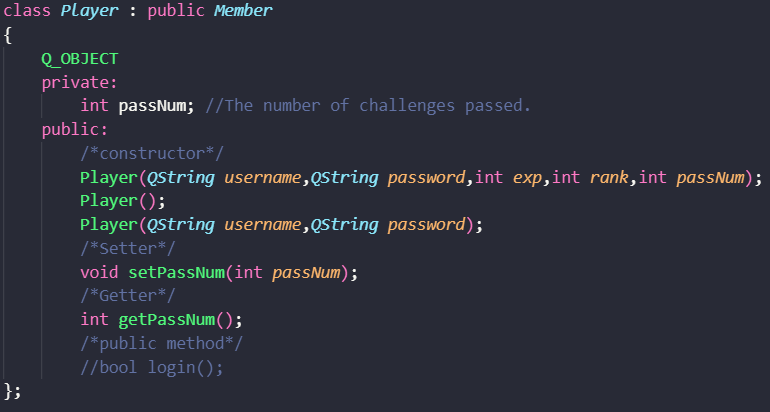 class Player : public Member
{
    Q_OBJECT
    private:
        int passNum; //The number of challenges passed.
    public:
        /*constructor*/
        Player(QString username,QString password,int exp,int rank,int passNum);
        Player();
        Player(QString username,QString password);
        /*Setter*/
        void setPassNum(int passNum);
        /*Getter*/
        int getPassNum();
        /*public method*/
        //bool login();
};